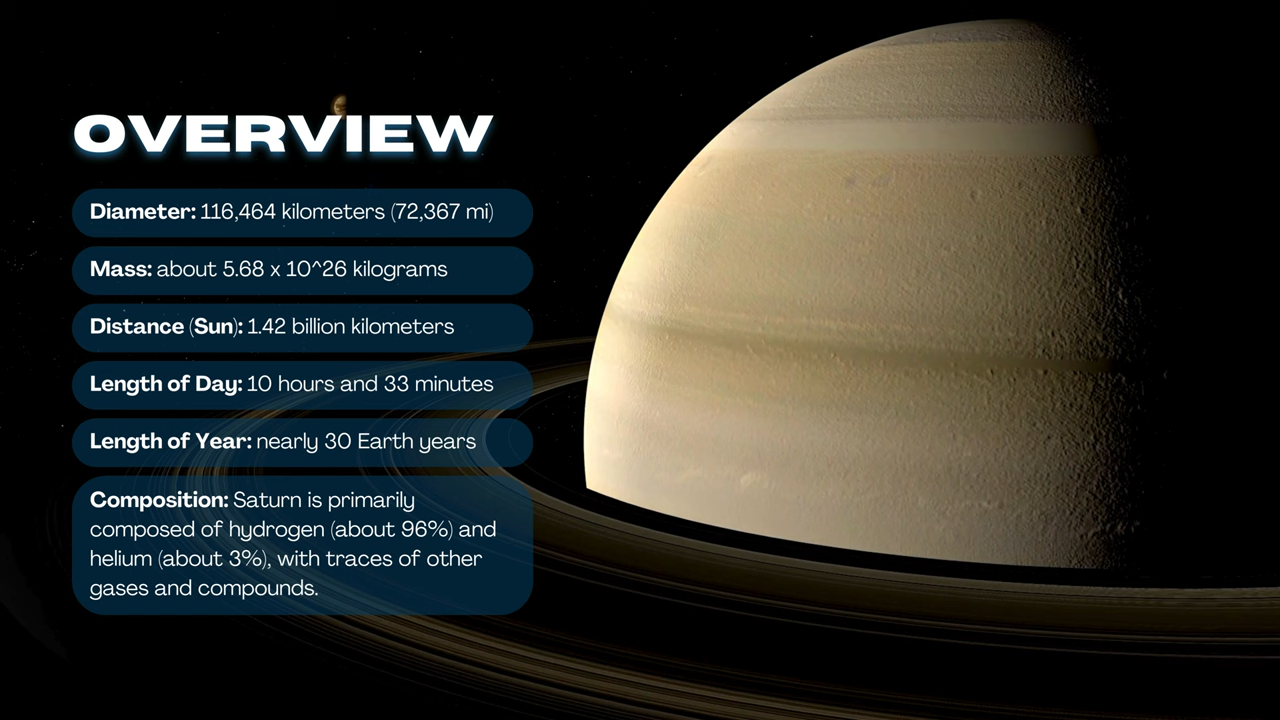 OVERVIEW
Diameter: 116,464 kilometers (72,367 mi)
Mass: about 5.68 x 10^26 kilograms
Distance (Sun): 1.42 billion kilometers
Length of Day: 10 hours and 33 minutes
Length of Year: nearly 30 Earth years
Composition: Saturn is primarily
composed of hydrogen (about 96%) and
helium (about 3%), with traces of other
gases and compounds.